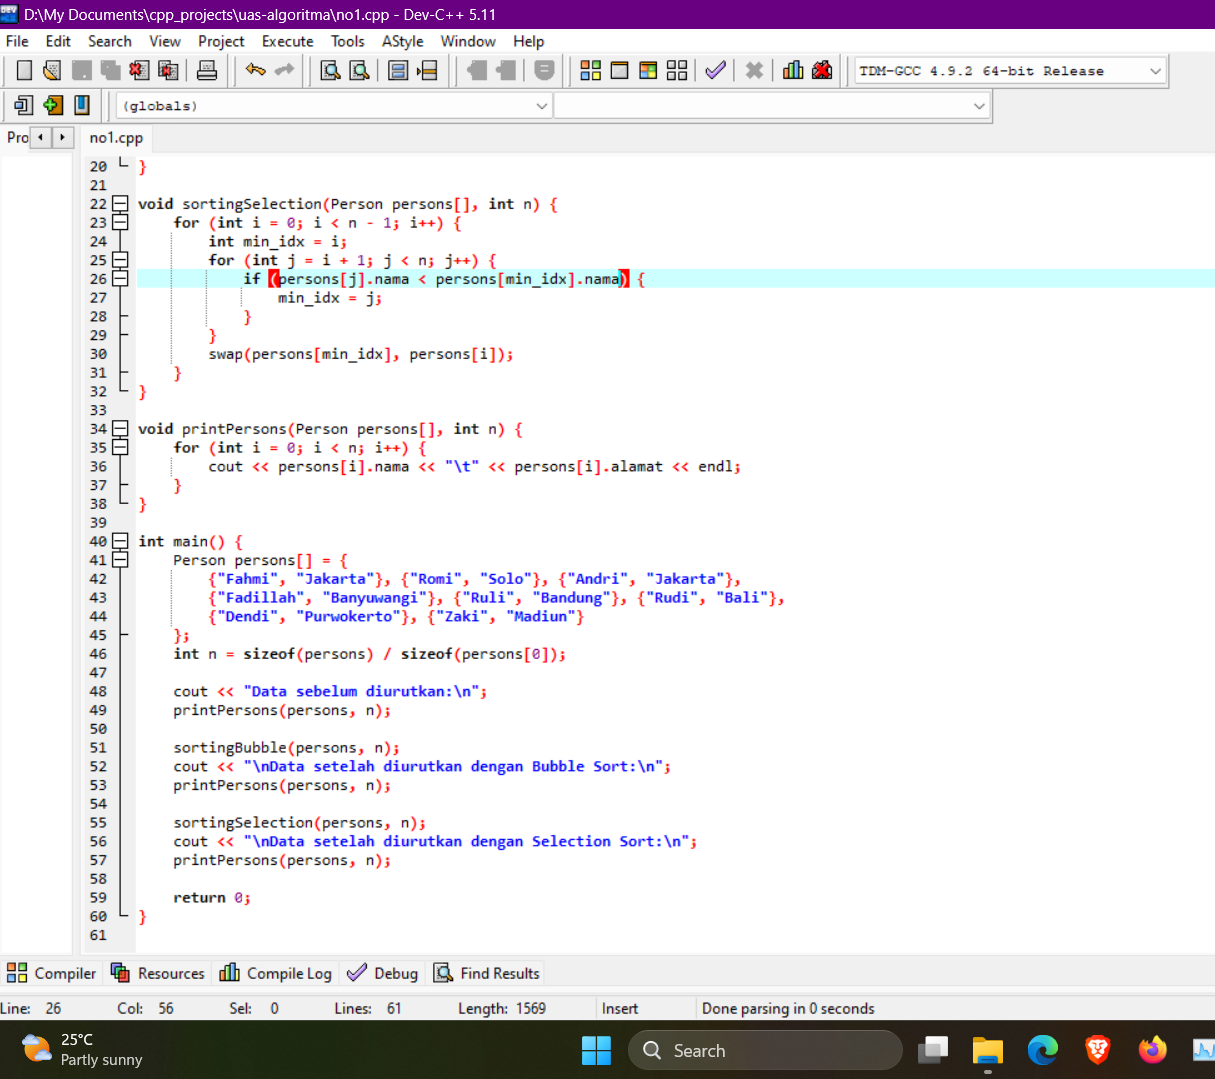 D:\My Documents\cpp_projects\uas-algoritma\no1.cpp - Dev-C++ 5.11
File Edit Search View Project Execute Tools AStyle Window Help
TDM-GCC 4.9.2 64-bit Release
(globals)
Pro no1.cpp
20 }
21
22 void sortingSelection(Person persons[], int n) {
23 for (int i = 0; i < n - 1; i++) {
24 int min_idx = i;
25 for (int j = i + 1; j < n; j++) {
26 if (persons[j].nama < persons[min_idx].nama) {
27 min_idx = j;
28 }
29 }
30 swap(persons[min_idx], persons[i]);
31 }
32 }
33
34 void printPersons(Person persons[], int n) {
35 for (int i = 0; i < n; i++) {
36 cout << persons[i].nama << "\t" << persons[i].alamat << endl;
37 }
38 }
39
40 int main() {
41 Person persons[] = {
42 {"Fahmi", "Jakarta"}, {"Romi", "Solo"}, {"Andri", "Jakarta"},
43 {"Fadillah", "Banyuwangi"}, {"Ruli", "Bandung"}, {"Rudi", "Bali"},
44 {"Dendi", "Purwokerto"}, {"Zaki", "Madiun"}
45 };
46 int n = sizeof(persons) / sizeof(persons[0]);
47
48 cout << "Data sebelum diurutkan:\n";
49 printPersons(persons, n);
50
51 sortingBubble(persons, n);
52 cout << "\nData setelah diurutkan dengan Bubble Sort:\n";
53 printPersons(persons, n);
54
55 sortingSelection(persons, n);
56 cout << "\nData setelah diurutkan dengan Selection Sort:\n";
57 printPersons(persons, n);
58
59 return 0;
60 }
61
Compiler Resources Compile Log Debug Find Results
Line: 26 Col: 56 Sel: 0 Lines: 61 Length: 1569 Insert Done parsing in 0 seconds
25°C
Partly sunny
Search